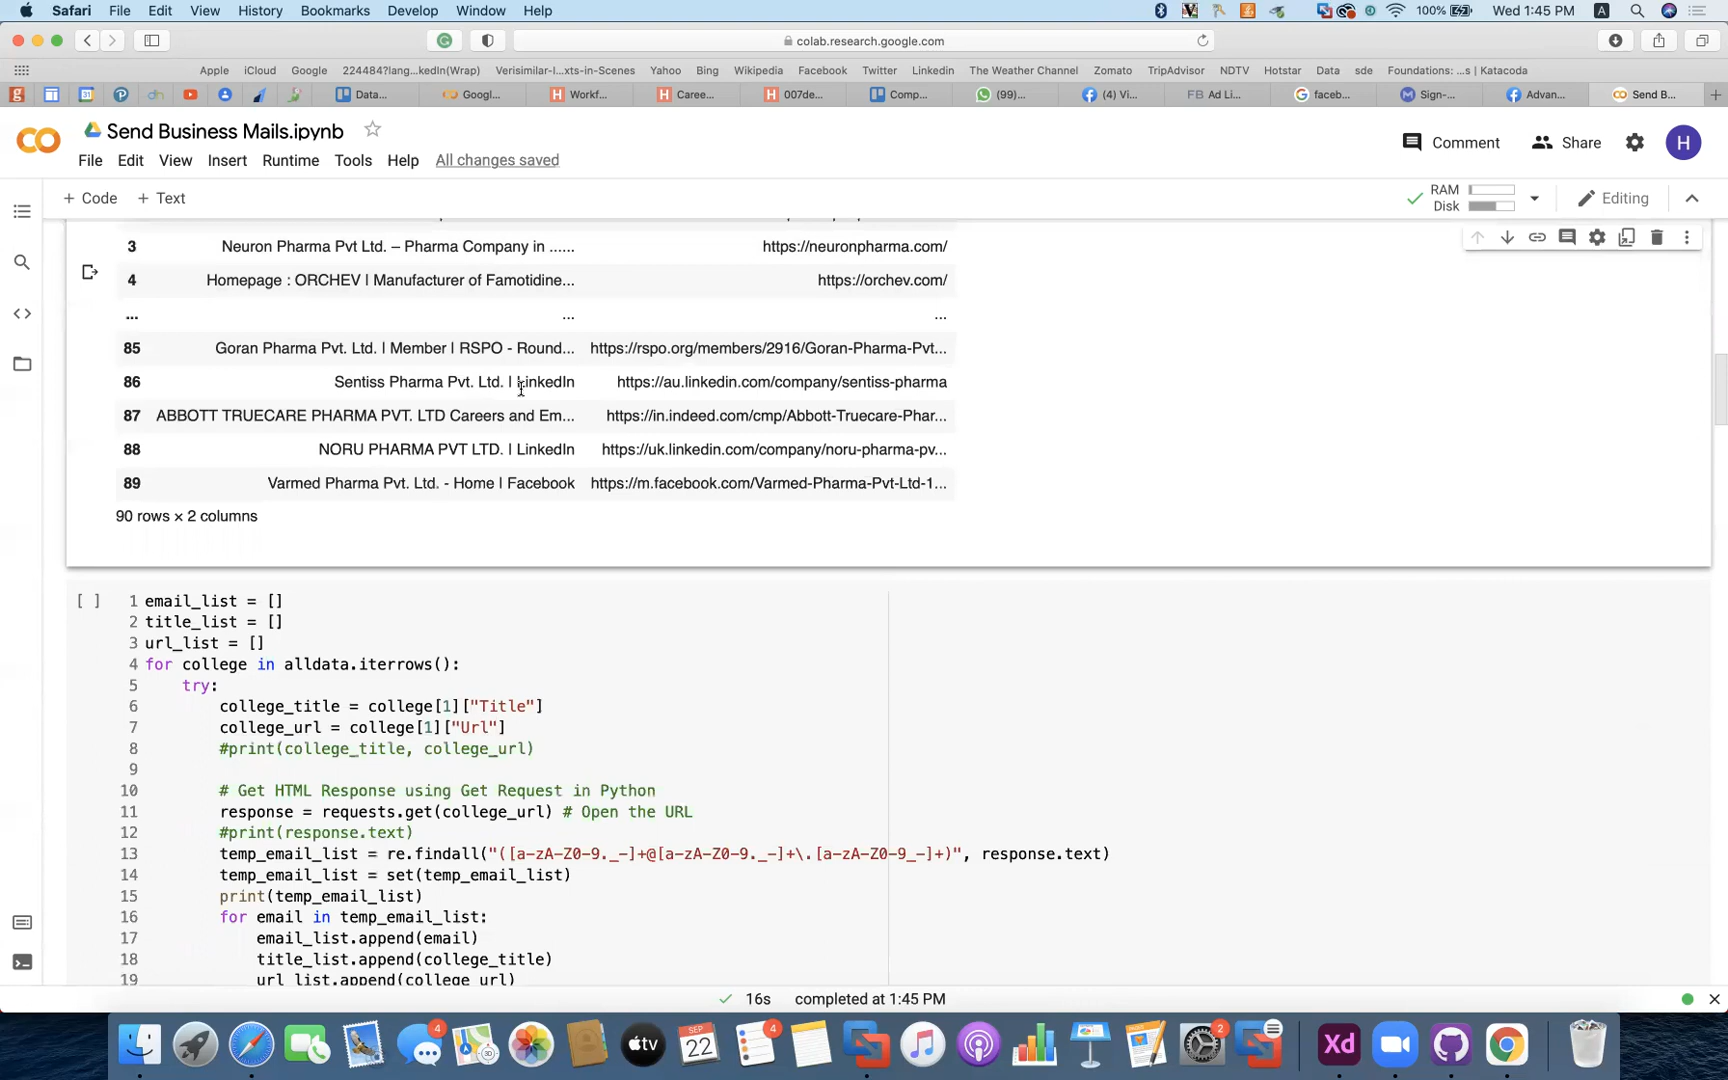 Safari File Edit View History Bookmarks Develop Window Help 100% Wed 1:45 PM A
colab.research.google.com
Apple iCloud Google 224484?lang...kedIn(Wrap) Verisimilar-I...xts-in-Scenes Yahoo Bing Wikipedia Facebook Twitter Linkedin The Weather Channel Zomato TripAdvisor NDTV Hotstar Data sde Foundations: ...s | Katacoda
Data... Googl... Workf... Caree... 007de... Comp... (99)... (4) Vi... FB Ad Li... faceb... Sign-... Advan... Send B...
Send Business Mails.ipynb
Comment Share H
File Edit View Insert Runtime Tools Help All changes saved
+ Code + Text RAM Disk Editing
3 Neuron Pharma Pvt Ltd. – Pharma Company in ...... https://neuronpharma.com/
4 Homepage : ORCHEV | Manufacturer of Famotidine... https://orchev.com/
... ... ...
85 Goran Pharma Pvt. Ltd. | Member | RSPO - Round... https://rspo.org/members/2916/Goran-Pharma-Pvt...
86 Sentiss Pharma Pvt. Ltd. | LinkedIn https://au.linkedin.com/company/sentiss-pharma
87 ABBOTT TRUECARE PHARMA PVT. LTD Careers and Em... https://in.indeed.com/cmp/Abbott-Truecare-Phar...
88 NORU PHARMA PVT LTD. | LinkedIn https://uk.linkedin.com/company/noru-pharma-pv...
89 Varmed Pharma Pvt. Ltd. - Home | Facebook https://m.facebook.com/Varmed-Pharma-Pvt-Ltd-1...
90 rows × 2 columns
[ ] 1 email_list = []
2 title_list = []
3 url_list = []
4 for college in alldata.iterrows():
5 try:
6 college_title = college[1]["Title"]
7 college_url = college[1]["Url"]
8 #print(college_title, college_url)
9
10 # Get HTML Response using Get Request in Python
11 response = requests.get(college_url) # Open the URL
12 #print(response.text)
13 temp_email_list = re.findall("([a-zA-Z0-9._-]+@[a-zA-Z0-9._-]+\.[a-zA-Z0-9_-]+)", response.text)
14 temp_email_list = set(temp_email_list)
15 print(temp_email_list)
16 for email in temp_email_list:
17 email_list.append(email)
18 title_list.append(college_title)
19 url_list.append(college_url)
16s completed at 1:45 PM
4 tv SEP 22 4 2 Xd